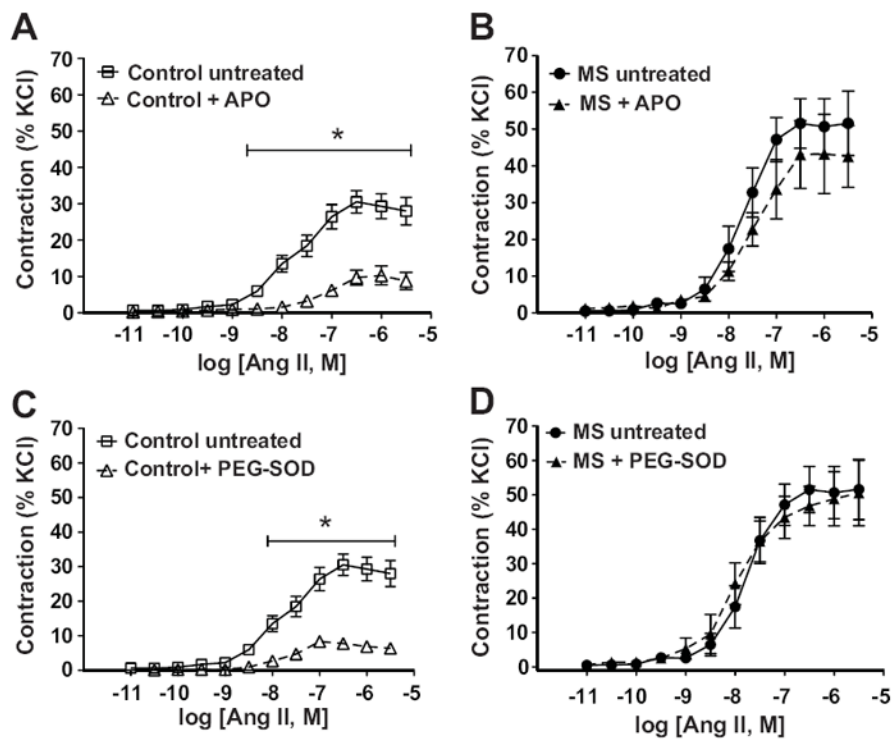 A
Contraction (% KCl)
70
60
50
40
30
20
10
0
Control untreated
Control + APO
*
-11 -10 -9 -8 -7 -6 -5
log [Ang II, M]
B
Contraction (% KCl)
70
60
50
40
30
20
10
0
MS untreated
MS + APO
-11 -10 -9 -8 -7 -6 -5
log [Ang II, M]
C
Contraction (% KCl)
70
60
50
40
30
20
10
0
Control untreated
Control+ PEG-SOD
*
-11 -10 -9 -8 -7 -6 -5
log [Ang II, M]
D
Contraction (% KCl)
70
60
50
40
30
20
10
0
MS untreated
MS + PEG-SOD
-11 -10 -9 -8 -7 -6 -5
log [Ang II, M]